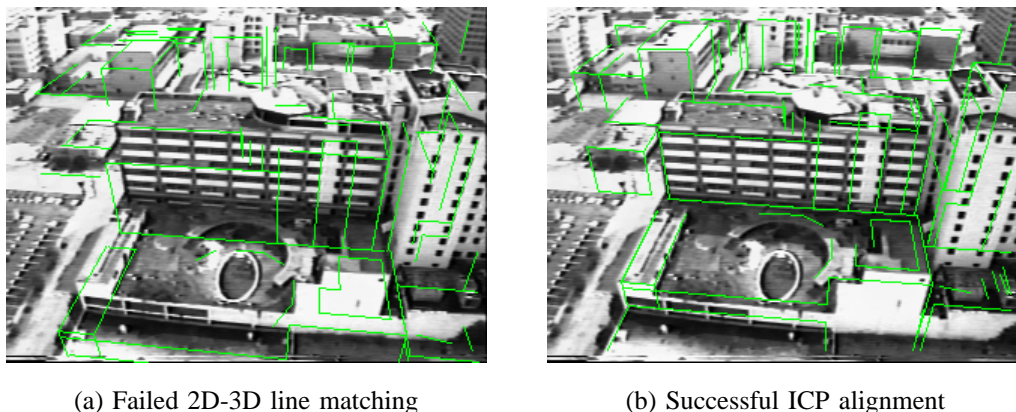 (a) Failed 2D-3D line matching
(b) Successful ICP alignment